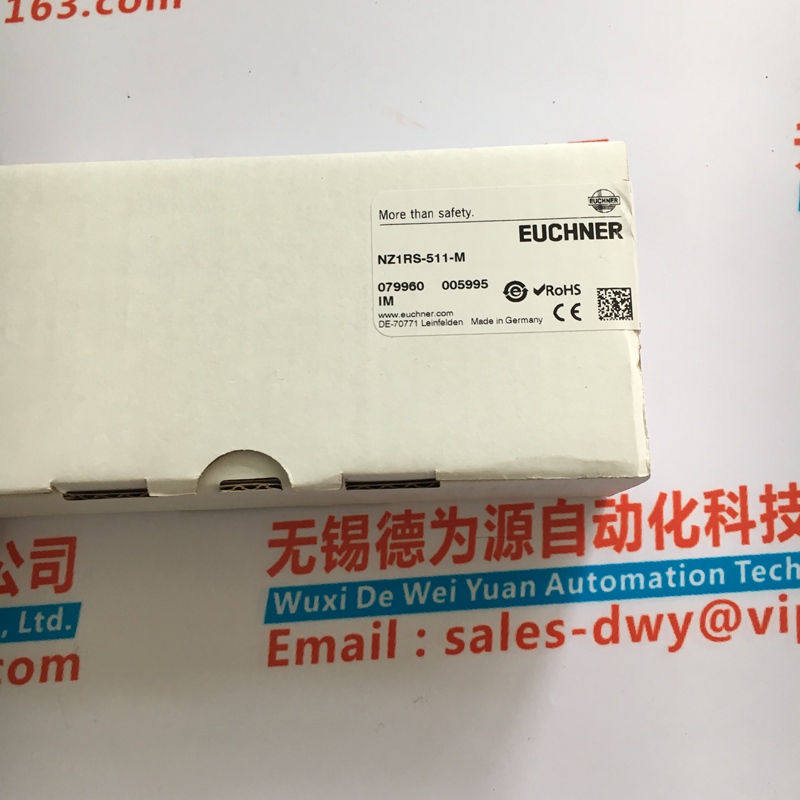 163.com
EUCHNER
More than safety.
EUCHNER
NZ1RS-511-M
079960 005995
IM
RoHS
CE
www.euchner.com
DE-70771 Leinfelden Made in Germany
公司
无锡德为源自动化科技
, Ltd.
Wuxi De Wei Yuan Automation Tech
com
Email : sales-dwy@vip